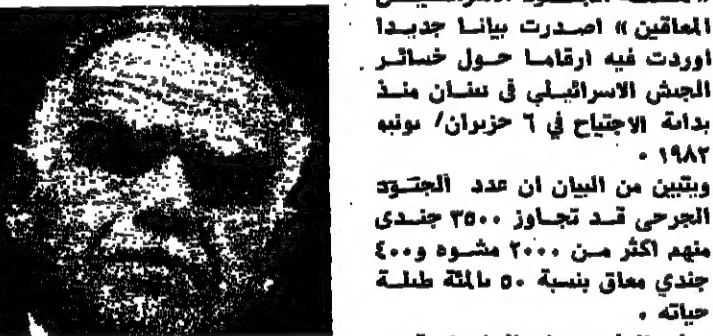 المعاقين » اصدرت بيانا جديدا
اوردت فيه ارقاما حول خسائر
الجيش الاسرائيلي في لبنان منذ
بداية الاجتياح في ٦ حزيران/ يونيو
١٩٨٢ .
ويتبين من البيان ان عدد الجنود
الجرحى قد تجاوز ٣٥٠٠ جندى
منهم اكثر من ٢٠٠٠ مشوه و٤٠٠
جندي معاق بنسبة ٥٠ بالمئة طيلة
حياته .